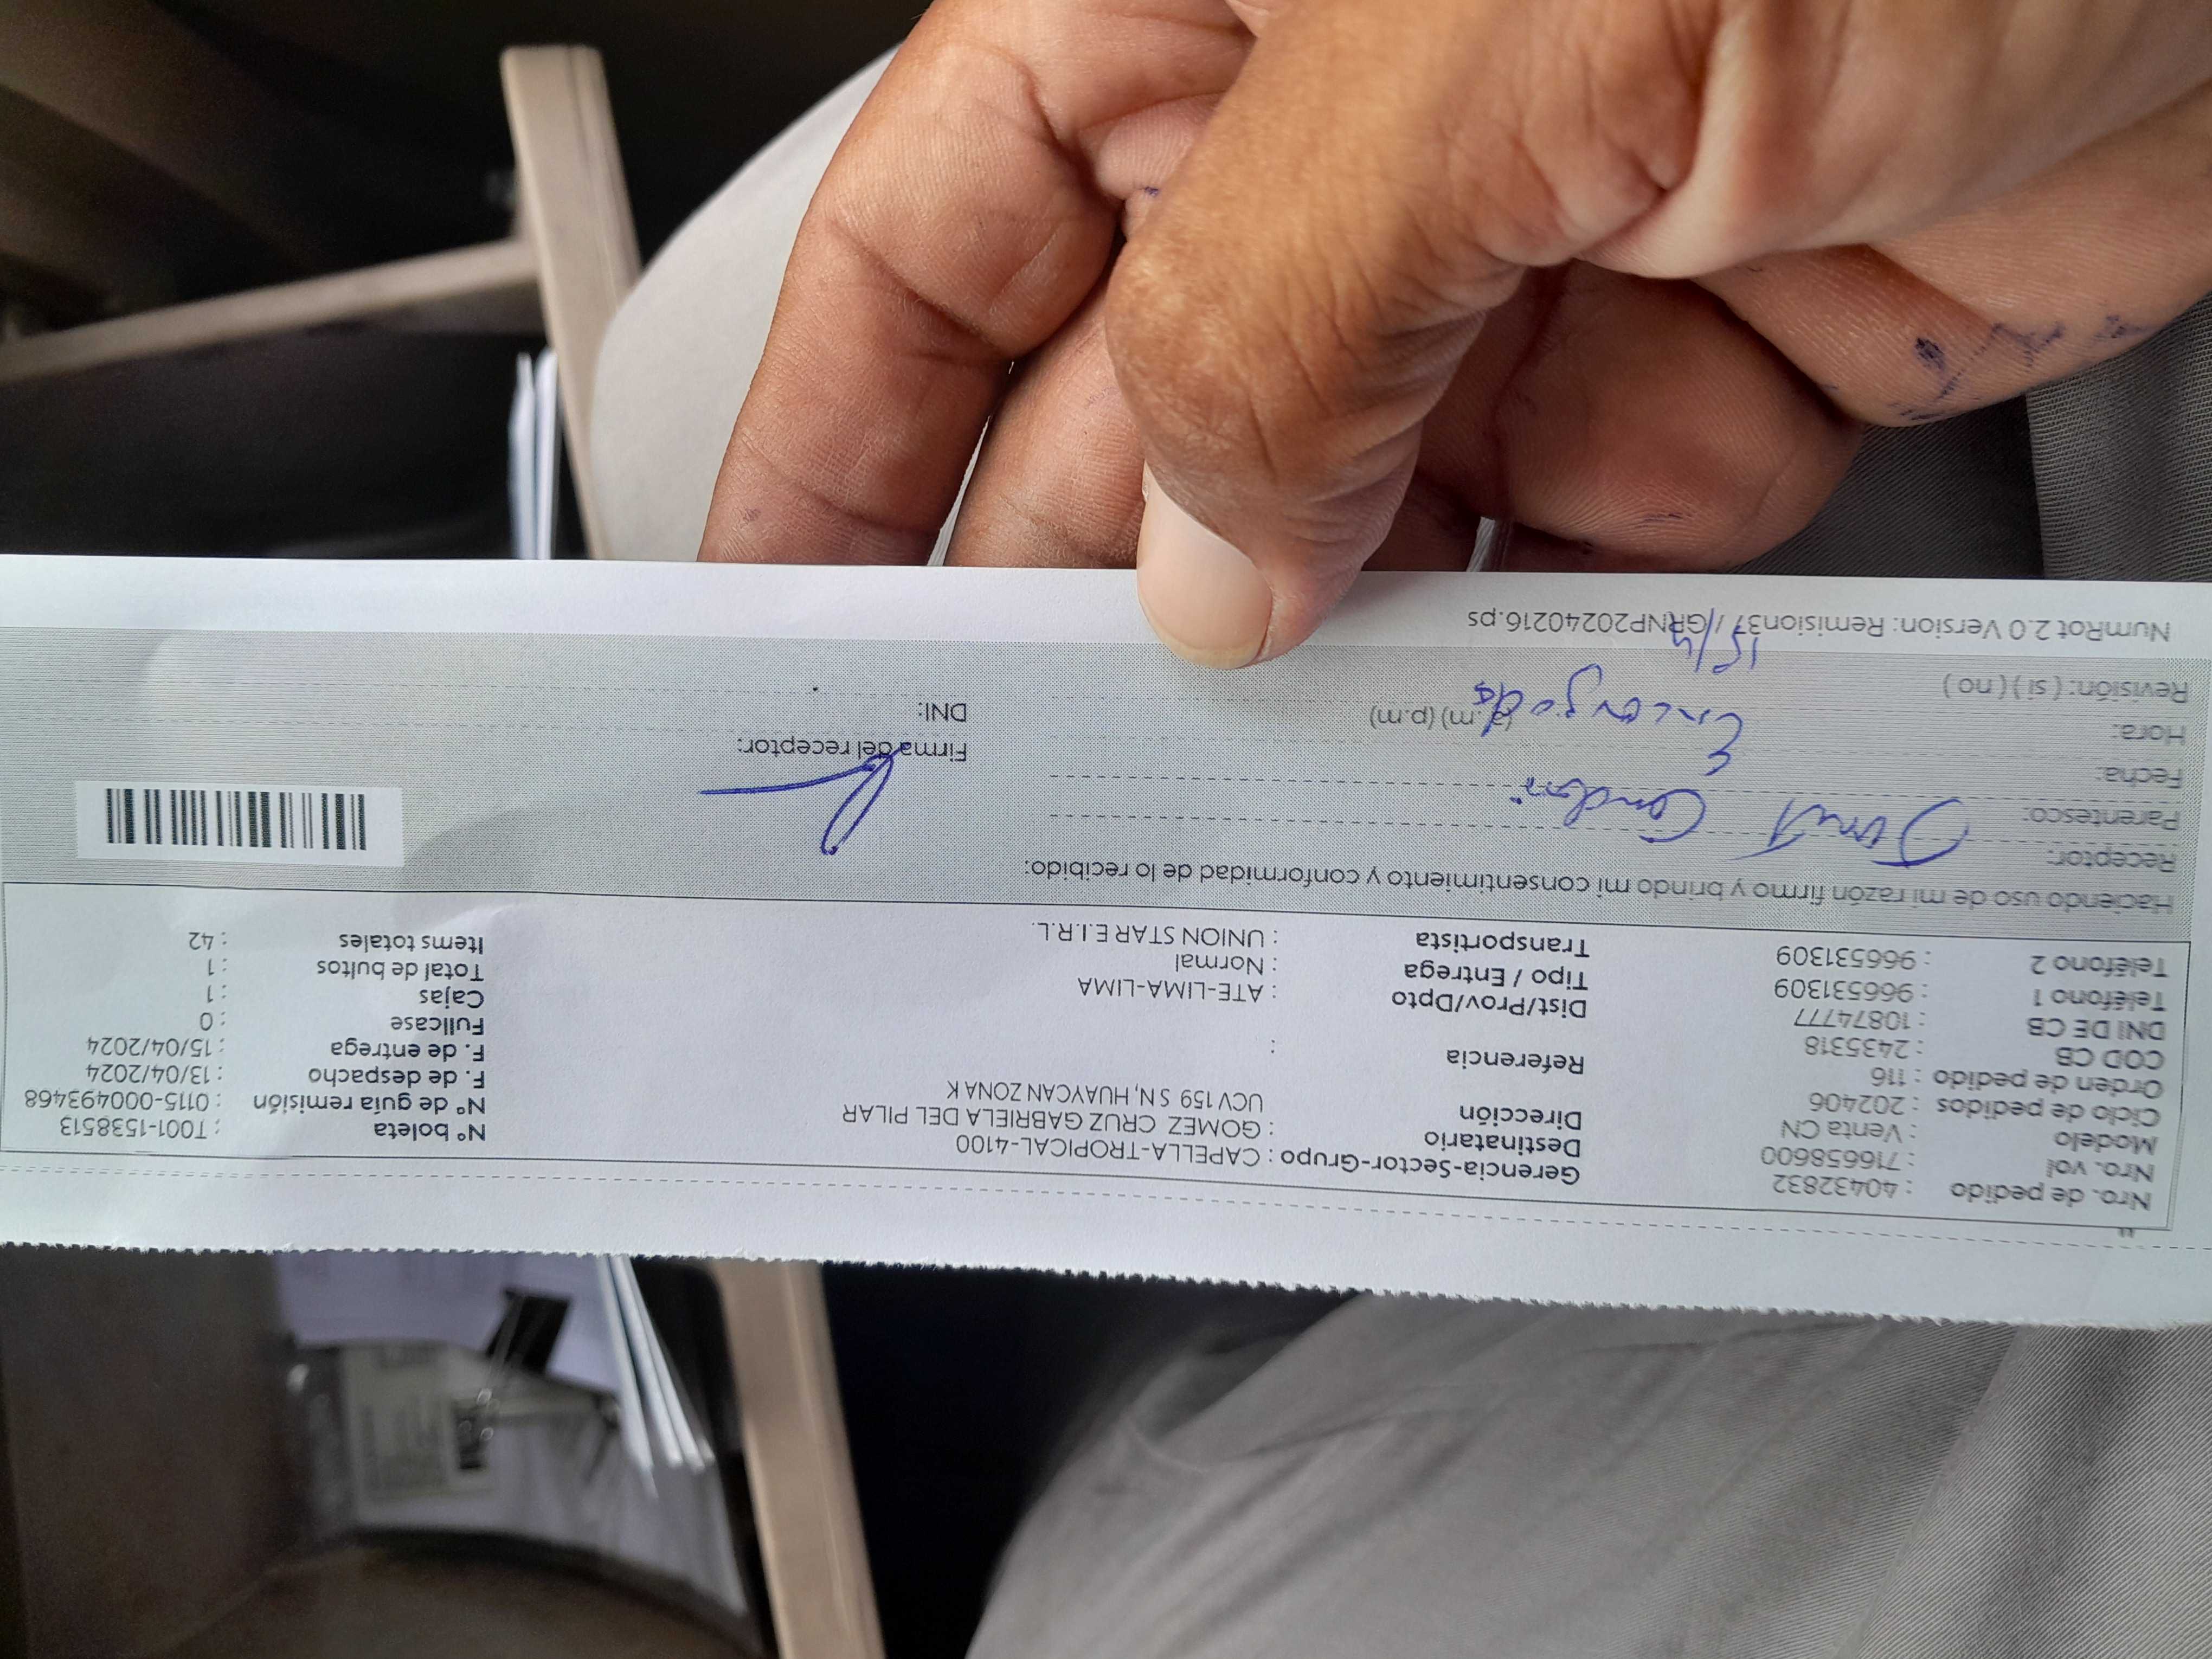 Nro. de pedido : 40432832
Nro. vol : 716658600
Modelo : Venta CN
Ciclo de pedidos : 202406
Orden de pedido : 116
COD CB : 2435318
DNI DE CB : 10874777
Teléfono 1 : 966531309
Teléfono 2 : 966531309
Gerencia-Sector-Grupo : CAPELLA-TROPICAL-4100
Destinatario : GOMEZ CRUZ GABRIELA DEL PILAR
Dirección UCV 159 S N, HUAYCAN ZONA K
Referencia :
Dist/Prov/Dpto : ATE-LIMA-LIMA
Tipo / Entrega : Normal
Transportista : UNION STAR E.I.R.L.
N° boleta : T001-1538513
N° de guía remisión : 0115-000493468
F. de despacho : 13/04/2024
F. de entrega : 15/04/2024
Fullcase : 0
Cajas : 1
Total de bultos : 1
Items totales : 42
Haciendo uso de mi razón firmo y brindo mi consentimiento y conformidad de lo recibido:
Receptor: Janet Condori
Parentesco:
Fecha: Encargada
Hora: (a.m) (p.m)
Revisión: ( si ) ( no ) 15/4
Firma del receptor:
DNI:
NumRot 2.0 Version: Remision37 / GRNP20240216.ps